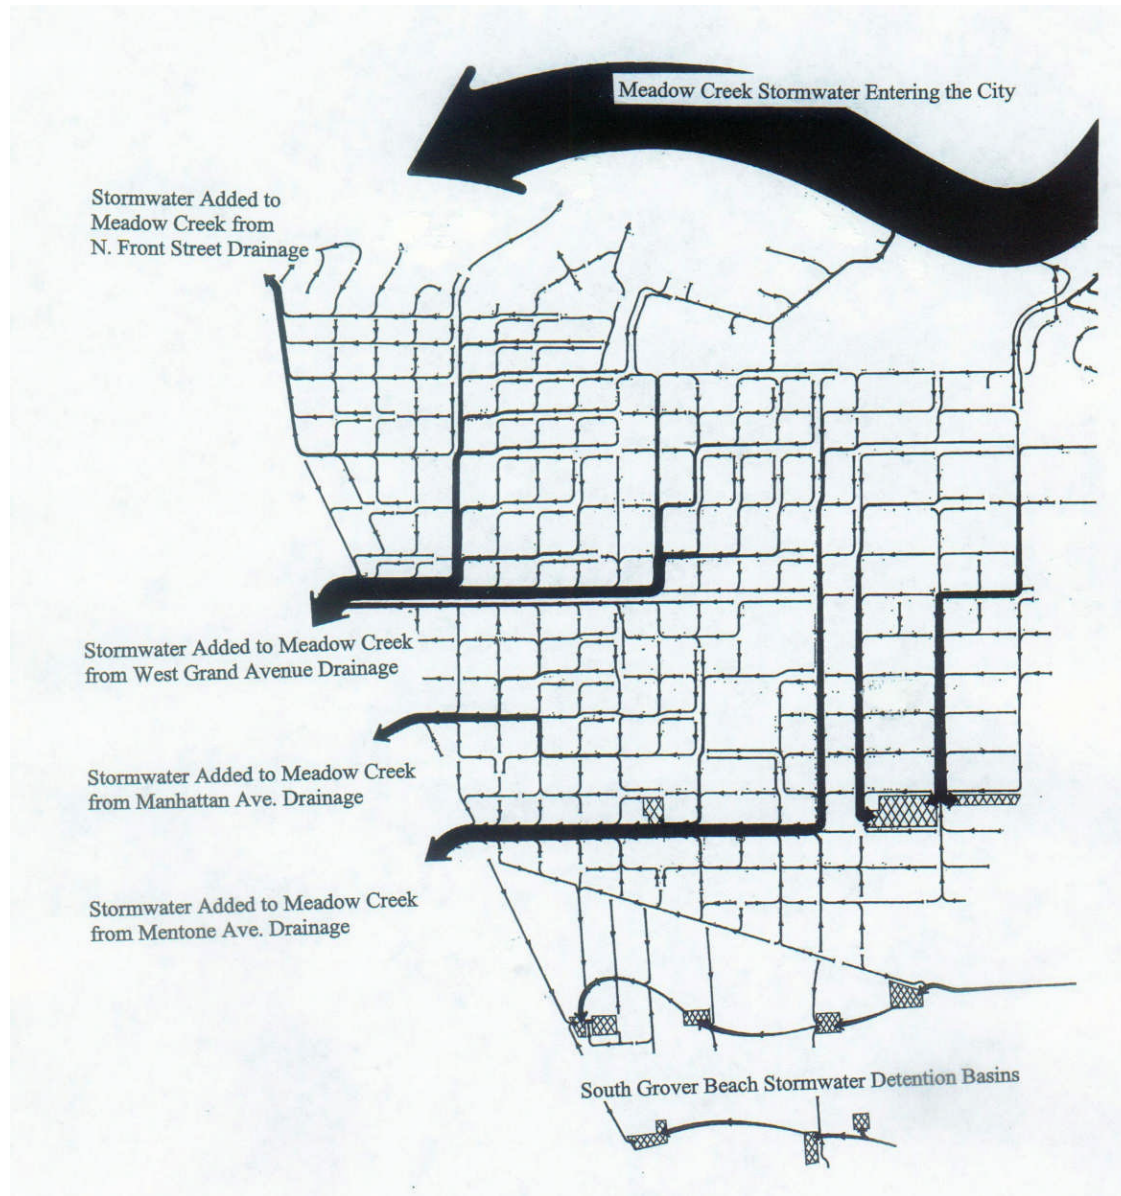 Meadow Creek Stormwater Entering the City
Stormwater Added to
Meadow Creek from
N. Front Street Drainage
Stormwater Added to Meadow Creek
from West Grand Avenue Drainage
Stormwater Added to Meadow Creek
from Manhattan Ave. Drainage
Stormwater Added to Meadow Creek
from Mentone Ave. Drainage
South Grover Beach Stormwater Detention Basins